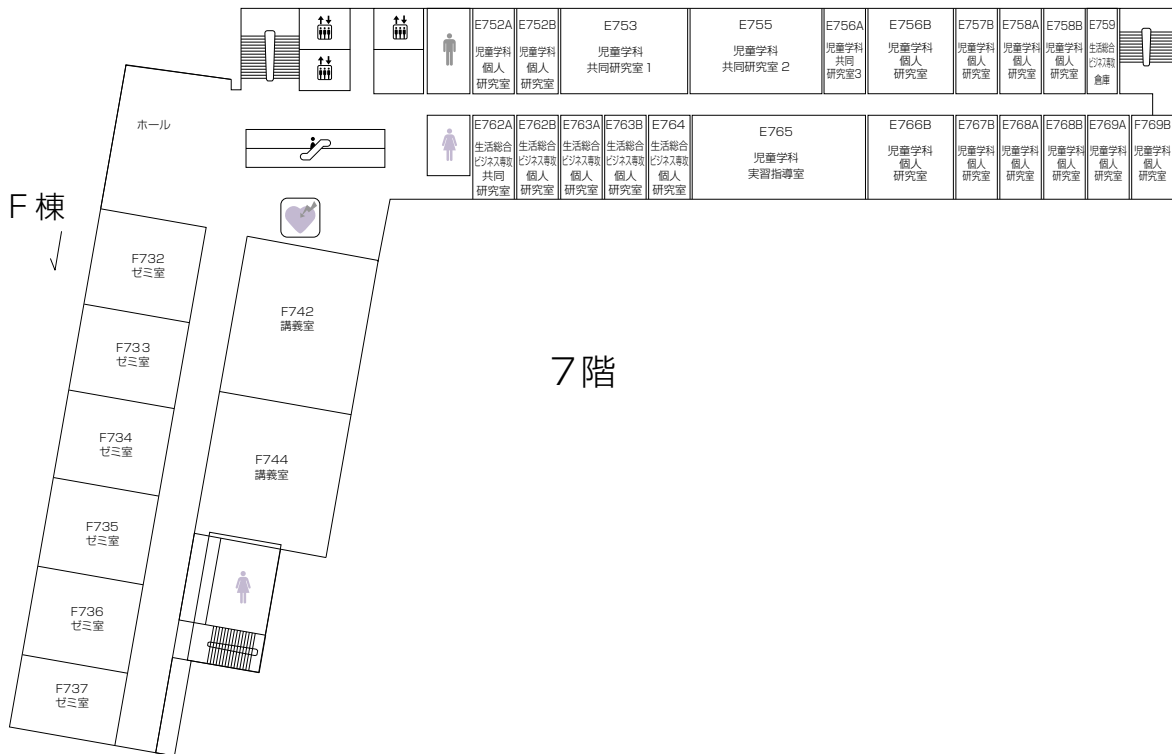 E752A
児童学科
個人
研究室
E752B
児童学科
個人
研究室
E753
児童学科
共同研究室1
E755
児童学科
共同研究室2
E756A
児童学科
共同
研究室3
E756B
児童学科
個人
研究室
E757B
児童学科
個人
研究室
E758A
児童学科
個人
研究室
E758B
児童学科
個人
研究室
E759
生活総合
ビジネス専攻
倉庫
ホール
E762A
生活総合
ビジネス専攻
共同
研究室
E762B
生活総合
ビジネス専攻
個人
研究室
E763A
生活総合
ビジネス専攻
個人
研究室
E763B
生活総合
ビジネス専攻
個人
研究室
E764
生活総合
ビジネス専攻
個人
研究室
E765
児童学科
実習指導室
E766B
児童学科
個人
研究室
E767B
児童学科
個人
研究室
E768A
児童学科
個人
研究室
E768B
児童学科
個人
研究室
E769A
児童学科
個人
研究室
F769B
児童学科
個人
研究室
F棟
F732
ゼミ室
F742
講義室
F733
ゼミ室
7階
F734
ゼミ室
F744
講義室
F735
ゼミ室
F736
ゼミ室
F737
ゼミ室